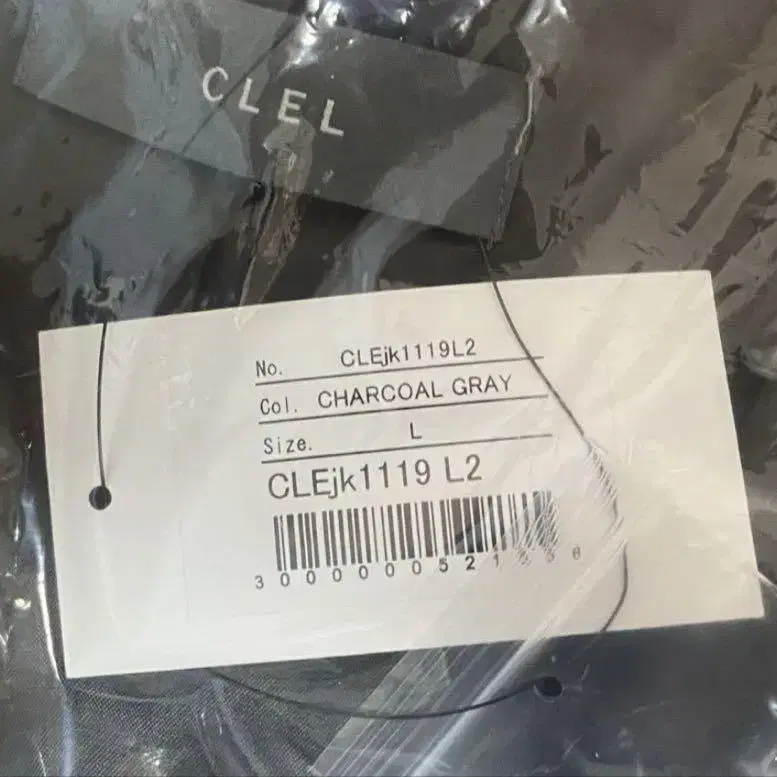 CLEL
No. CLEjk1119L2
Col. CHARCOAL GRAY
Size. L
CLEjk1119 L2